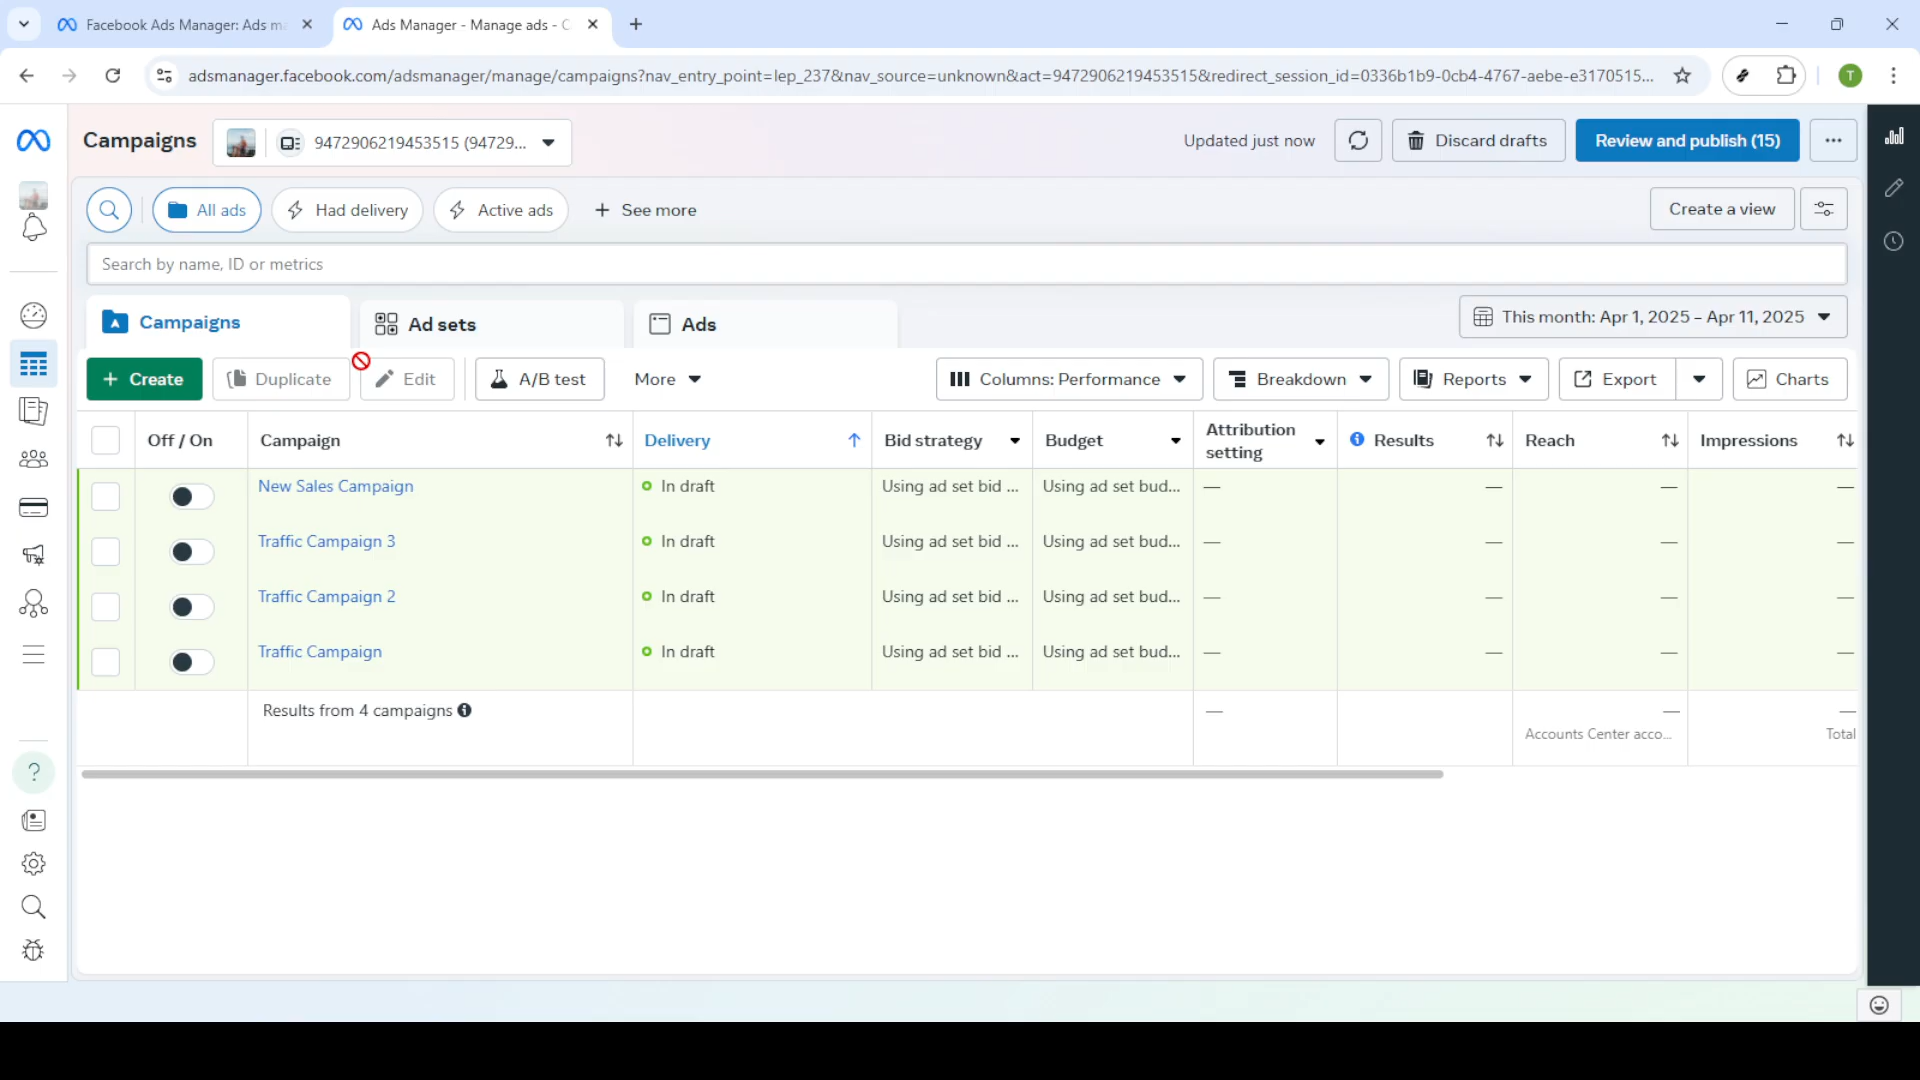 Facebook Ads Manager: Ads ma
Ads Manager - Manage ads - C
adsmanager.facebook.com/adsmanager/manage/campaigns?nav_entry_point=lep_237&nav_source=unknown&act=9472906219453515&redirect_session_id=0336b1b9-0cb4-4767-aebe-e3170515...
T
Campaigns
9472906219453515 (94729...
Updated just now
Discard drafts
Review and publish (15)
All ads
Had delivery
Active ads
+ See more
Create a view
Search by name, ID or metrics
Campaigns
Ad sets
Ads
This month: Apr 1, 2025 – Apr 11, 2025
+ Create
Duplicate
Edit
A/B test
More
Columns: Performance
Breakdown
Reports
Export
Charts
Off / On
Campaign
Delivery
Bid strategy
Budget
Attribution
setting
Results
Reach
Impressions
New Sales Campaign
In draft
Using ad set bid ...
Using ad set bud...
—
—
—
—
Traffic Campaign 3
In draft
Using ad set bid ...
Using ad set bud...
—
—
—
—
Traffic Campaign 2
In draft
Using ad set bid ...
Using ad set bud...
—
—
—
—
Traffic Campaign
In draft
Using ad set bid ...
Using ad set bud...
—
—
—
—
Results from 4 campaigns
—
—
—
Accounts Center acco...
Total
?